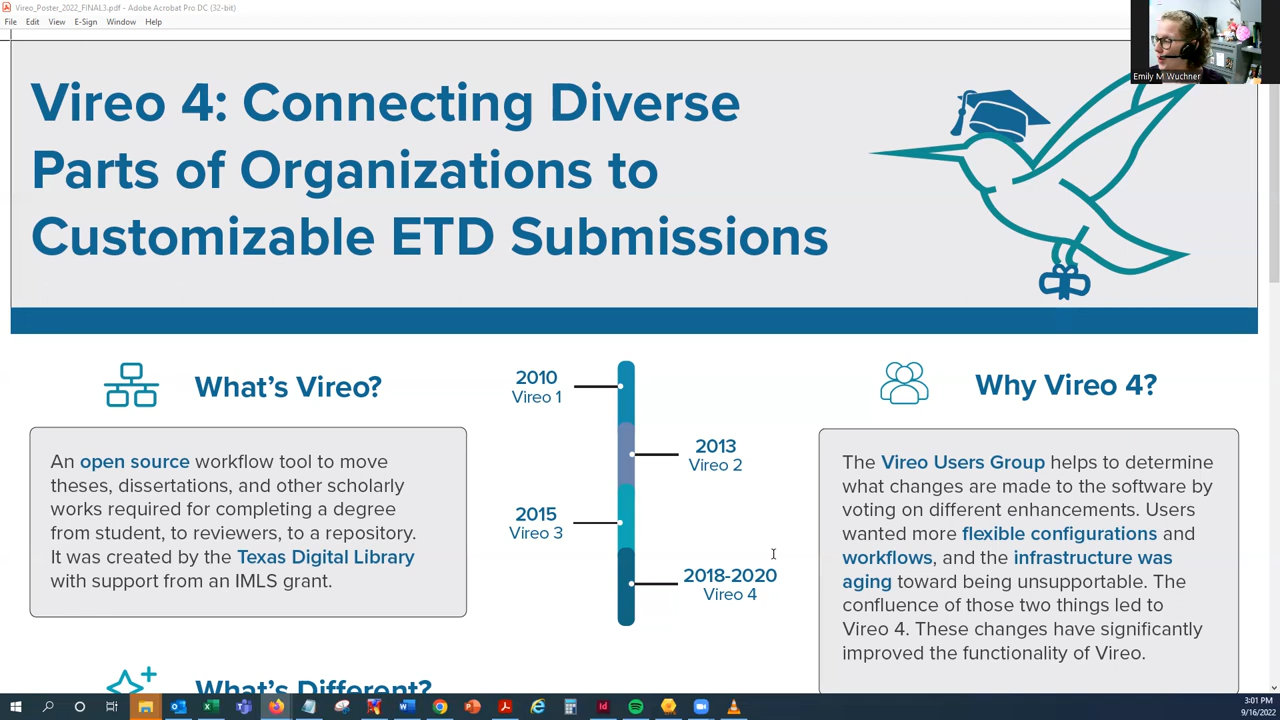 Vireo_Poster_2022_FINAL3.pdf - Adobe Acrobat Pro DC (32-bit)
File Edit View E-Sign Window Help
Emily M Wuchner
Vireo 4: Connecting Diverse
Parts of Organizations to
Customizable ETD Submissions
What's Vireo?
An open source workflow tool to move
theses, dissertations, and other scholarly
works required for completing a degree
from student, to reviewers, to a repository.
It was created by the Texas Digital Library
with support from an IMLS grant.
2010
Vireo 1
2013
Vireo 2
2015
Vireo 3
2018-2020
Vireo 4
Why Vireo 4?
The Vireo Users Group helps to determine
what changes are made to the software by
voting on different enhancements. Users
wanted more flexible configurations and
workflows, and the infrastructure was
aging toward being unsupportable. The
confluence of those two things led to
Vireo 4. These changes have significantly
improved the functionality of Vireo.
What's Different?
3:01 PM
9/16/2022